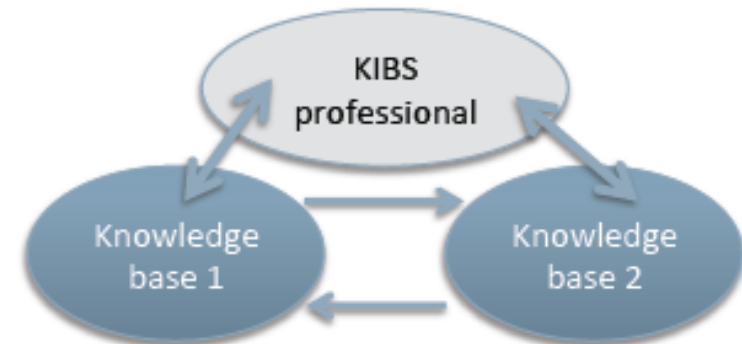 KIBS
professional
Knowledge
base 1
Knowledge
base 2